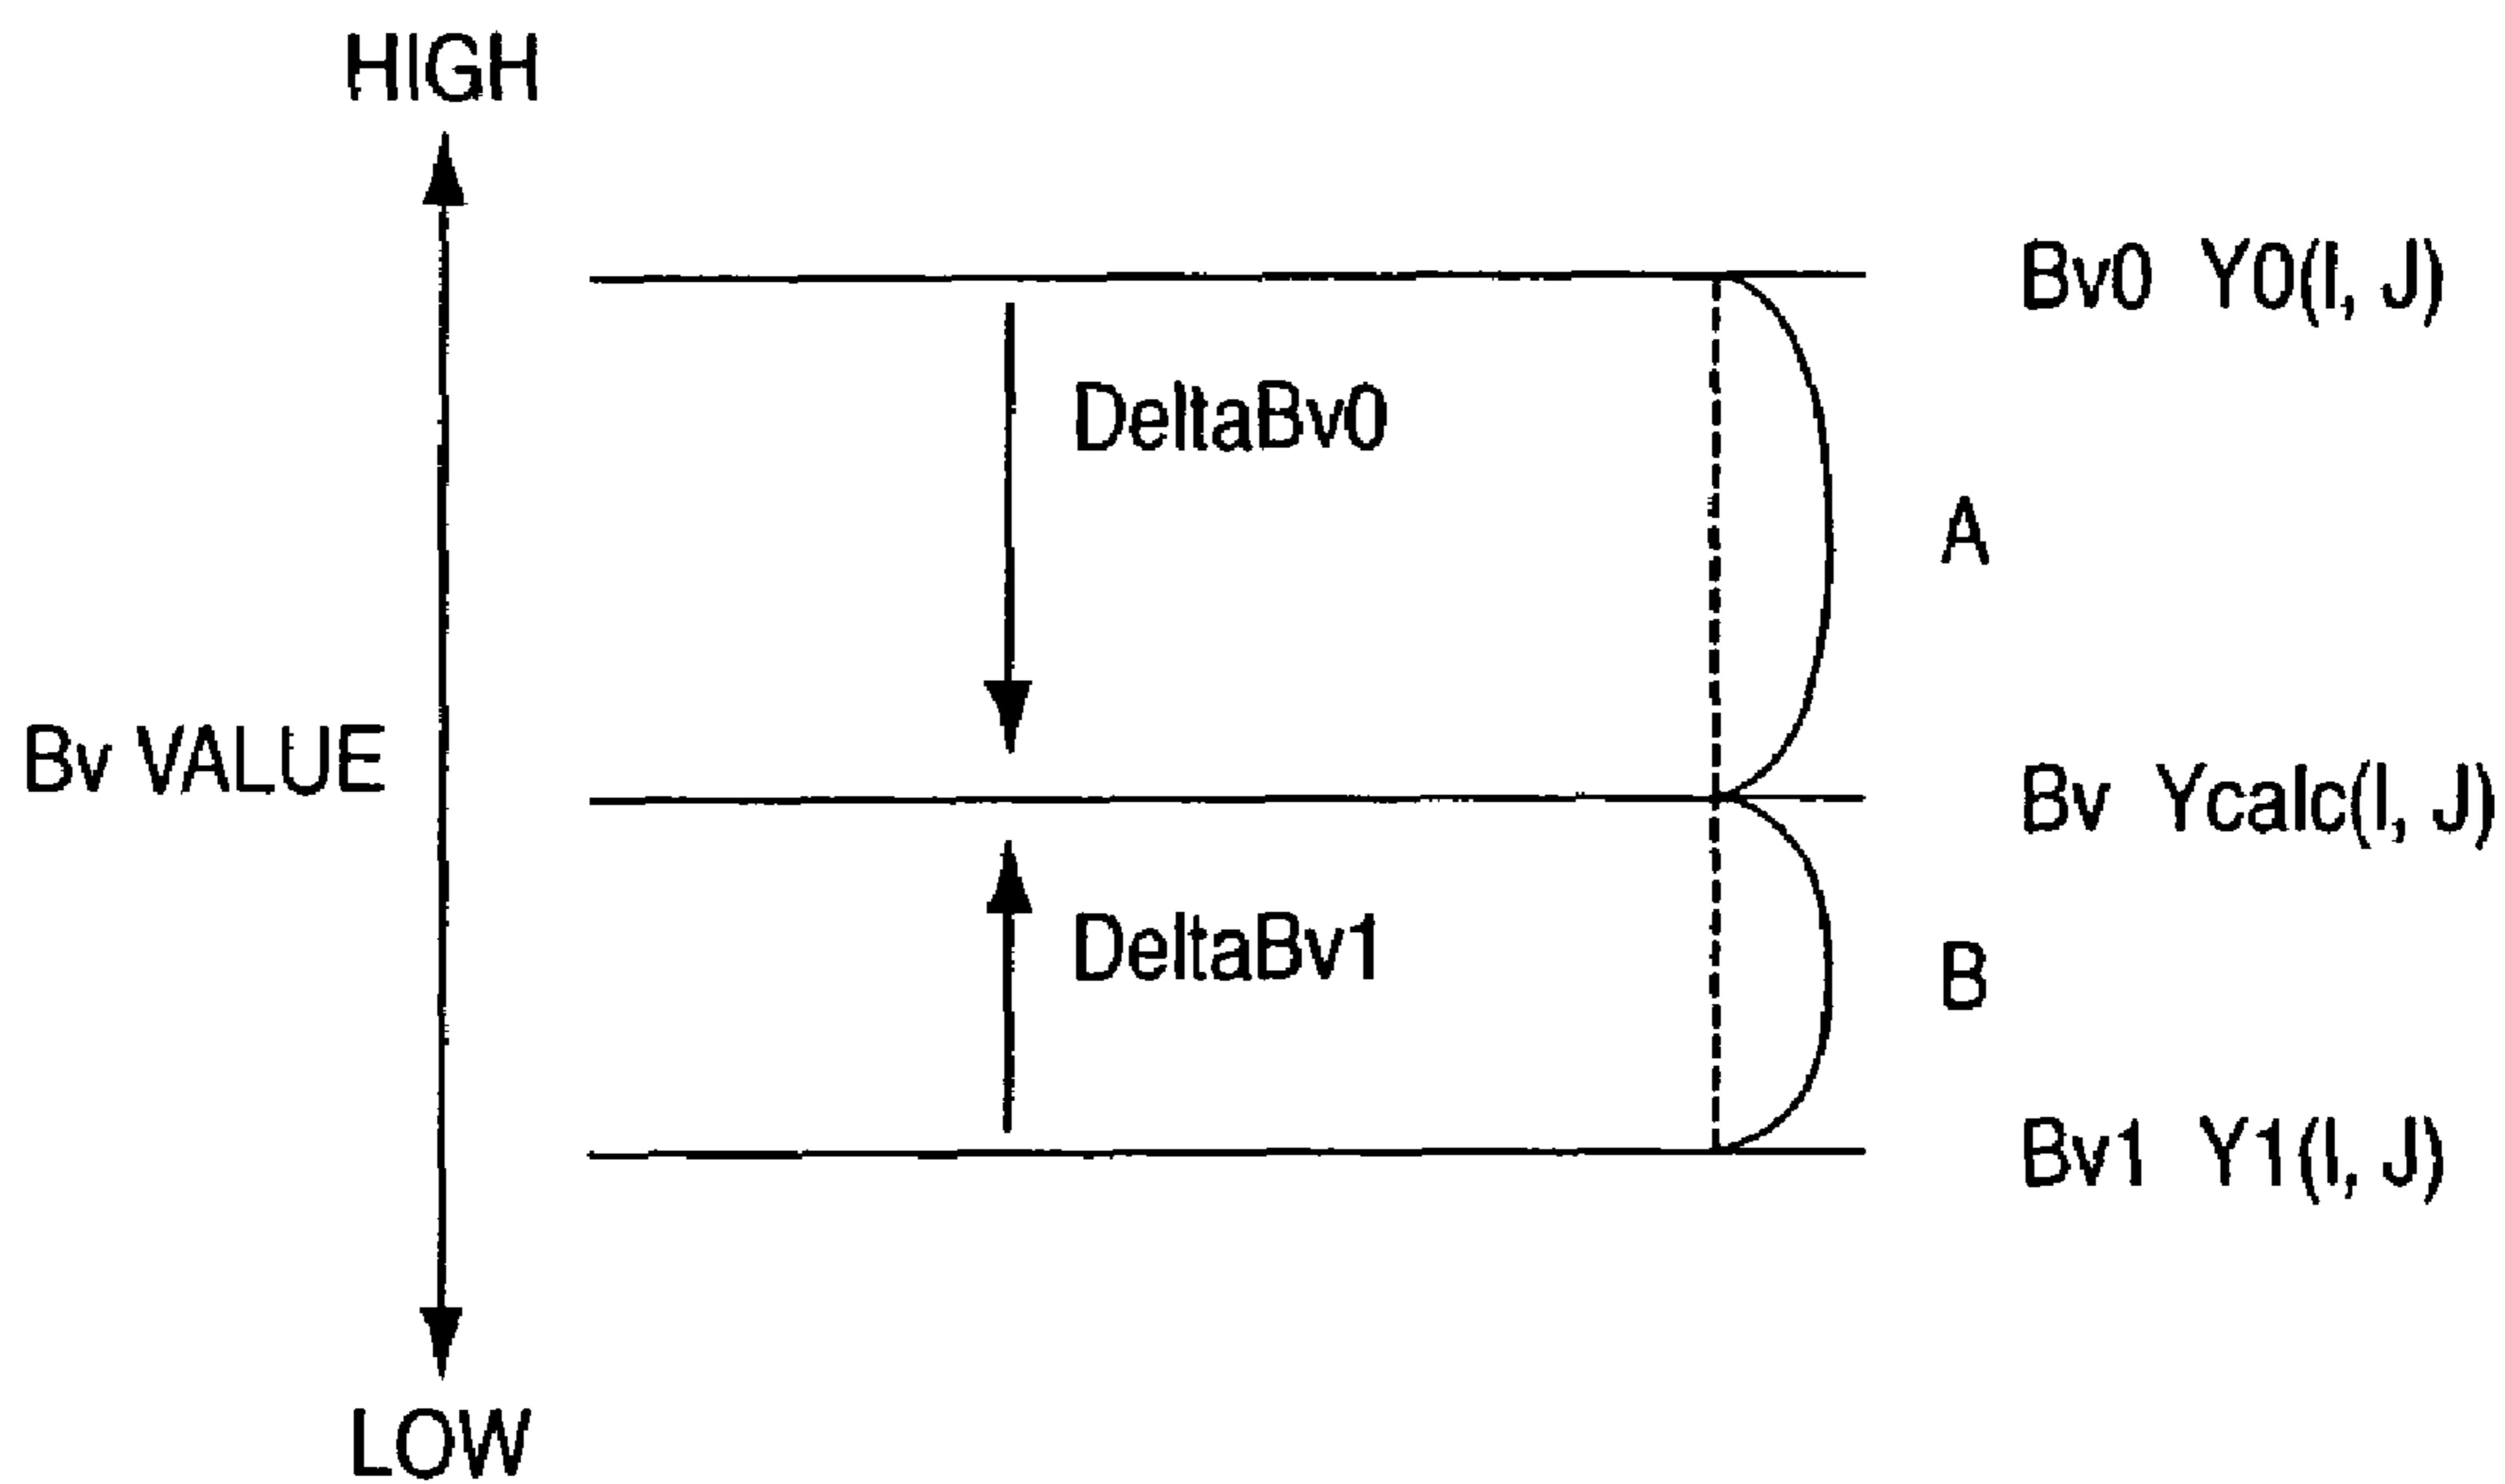 HIGH
Bv0 Y0(I, J)
DeltaBv0
A
Bv VALUE
Bv Ycalc(I, J)
DeltaBv1
B
Bv1 Y1(I, J)
LOW